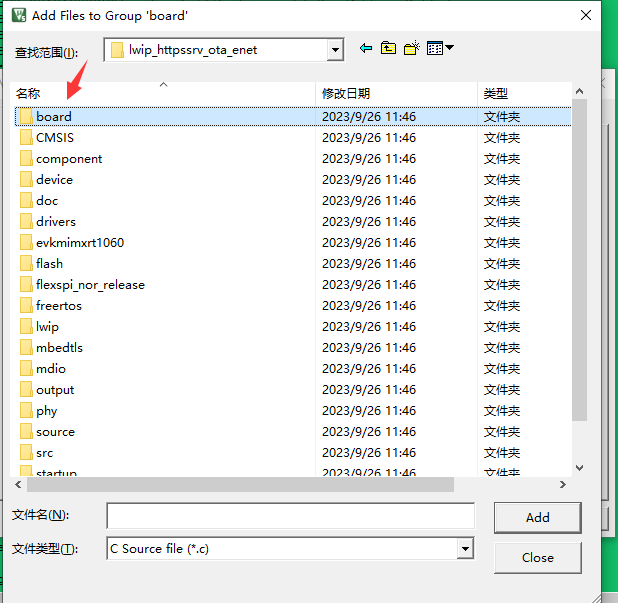 Add Files to Group 'board'
查找范围(I): lwip_httpssrv_ota_enet
名称 修改日期 类型
board 2023/9/26 11:46 文件夹
CMSIS 2023/9/26 11:46 文件夹
component 2023/9/26 11:46 文件夹
device 2023/9/26 11:46 文件夹
doc 2023/9/26 11:46 文件夹
drivers 2023/9/26 11:46 文件夹
evkmimxrt1060 2023/9/26 11:46 文件夹
flash 2023/9/26 11:46 文件夹
flexspi_nor_release 2023/9/26 11:46 文件夹
freertos 2023/9/26 11:46 文件夹
lwip 2023/9/26 11:46 文件夹
mbedtls 2023/9/26 11:46 文件夹
mdio 2023/9/26 11:46 文件夹
output 2023/9/26 11:46 文件夹
phy 2023/9/26 11:46 文件夹
source 2023/9/26 11:46 文件夹
src 2023/9/26 11:46 文件夹
startup 2023/9/26 11:46 文件夹
文件名(N): Add
文件类型(T): C Source file (*.c) Close